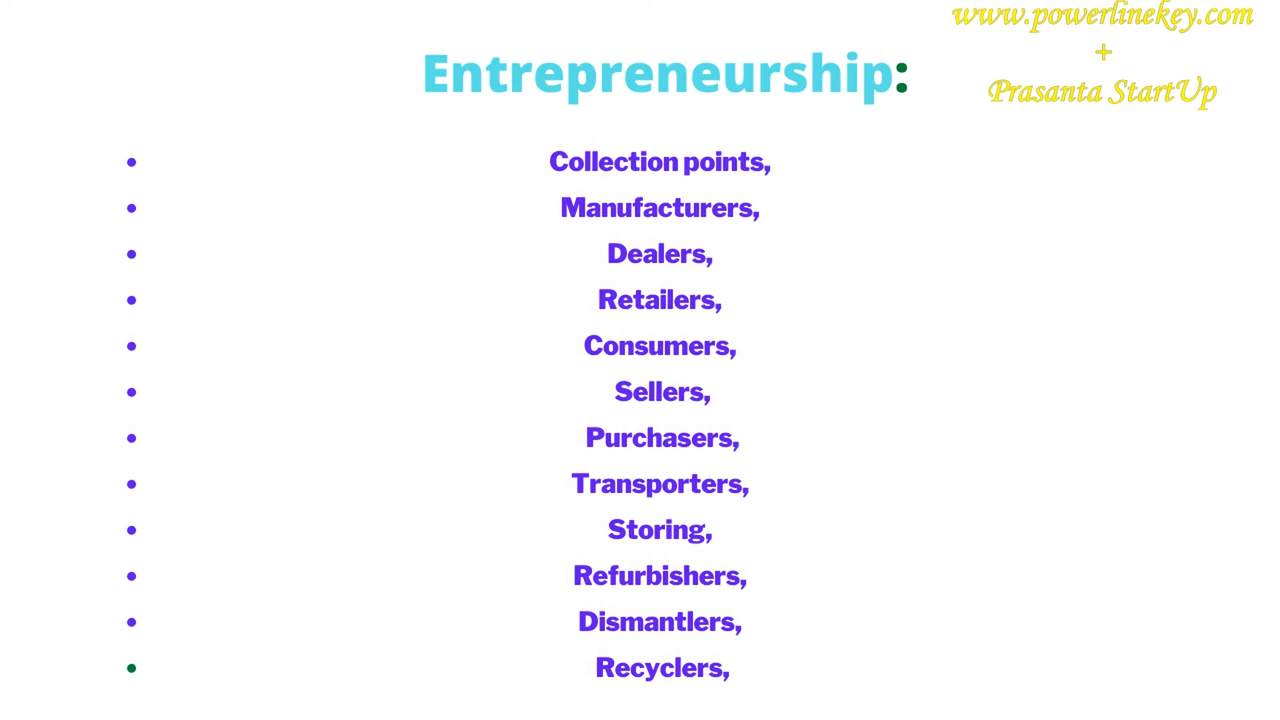 www.powerlinekey.com
+
Prasanta StartUp
Entrepreneurship:
• Collection points,
• Manufacturers,
• Dealers,
• Retailers,
• Consumers,
• Sellers,
• Purchasers,
• Transporters,
• Storing,
• Refurbishers,
• Dismantlers,
• Recyclers,